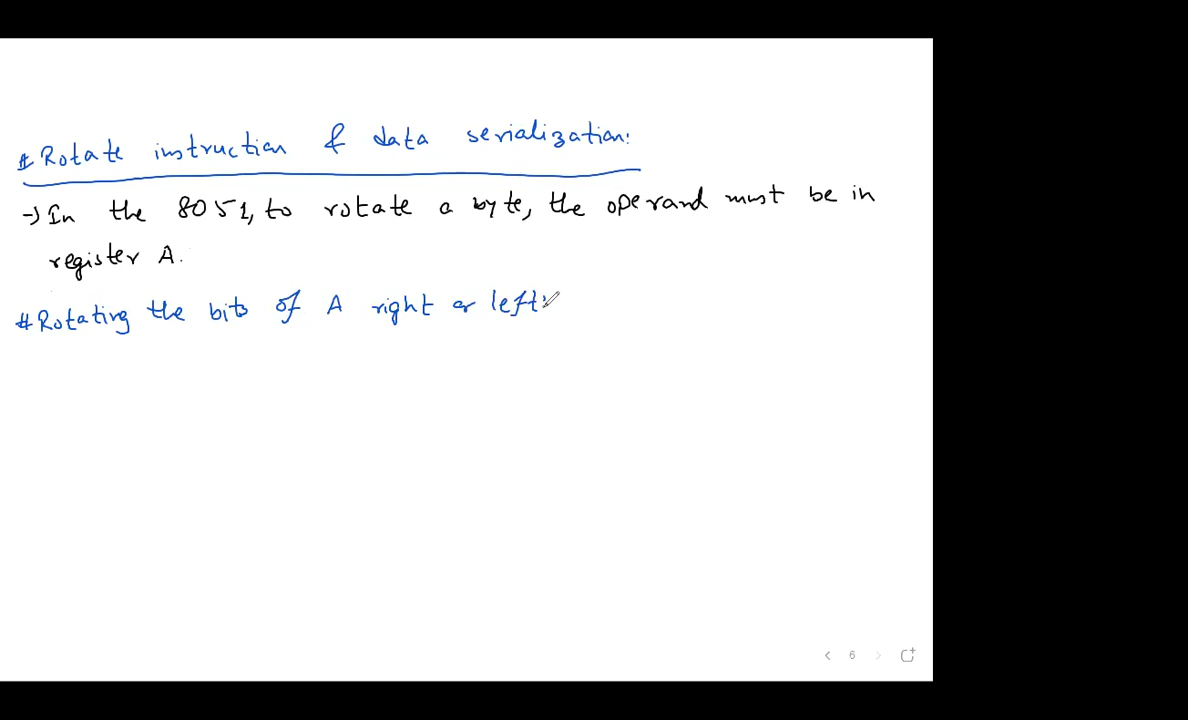 # Rotate instruction & data serialization:
→ In the 8051, to rotate a byte, the operand must be in
register A.
# Rotating the bits of A right or left:
6